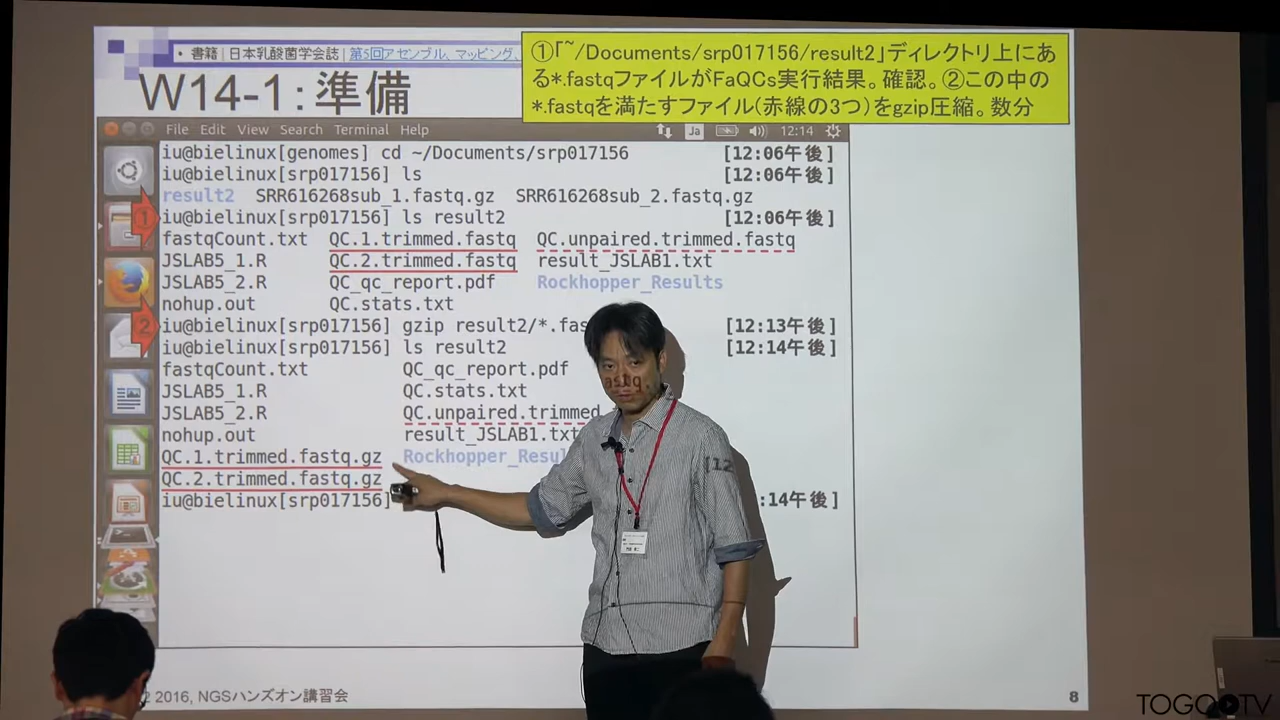 ・書籍 | 日本乳酸菌学会誌 | 第5回アセンブル、マッピング、
W14-1：準備
①「~/Documents/srp017156/result2」ディレクトリ上にあ
る*.fastqファイルがFaQCs実行結果。確認。②この中の
*.fastqを満たすファイル(赤線の3つ)をgzip圧縮。数分
File Edit View Search Terminal Help Ja 12:14
iu@bielinux[genomes] cd ~/Documents/srp017156 [12:06午後]
iu@bielinux[srp017156] ls [12:06午後]
result2 SRR616268sub_1.fastq.gz SRR616268sub_2.fastq.gz
① iu@bielinux[srp017156] ls result2 [12:06午後]
fastqCount.txt QC.1.trimmed.fastq QC.unpaired.trimmed.fastq
JSLAB5_1.R QC.2.trimmed.fastq result_JSLAB1.txt
JSLAB5_2.R QC_qc_report.pdf Rockhopper_Results
nohup.out QC.stats.txt
② iu@bielinux[srp017156] gzip result2/*.fas [12:13午後]
iu@bielinux[srp017156] ls result2 [12:14午後]
fastqCount.txt QC_qc_report.pdf
JSLAB5_1.R QC.stats.txt
JSLAB5_2.R QC.unpaired.trimmed
nohup.out result_JSLAB1.txt
QC.1.trimmed.fastq.gz Rockhopper_Resul
QC.2.trimmed.fastq.gz
iu@bielinux[srp017156] :14午後]
2 2016, NGSハンズオン講習会
8
TOGOTV